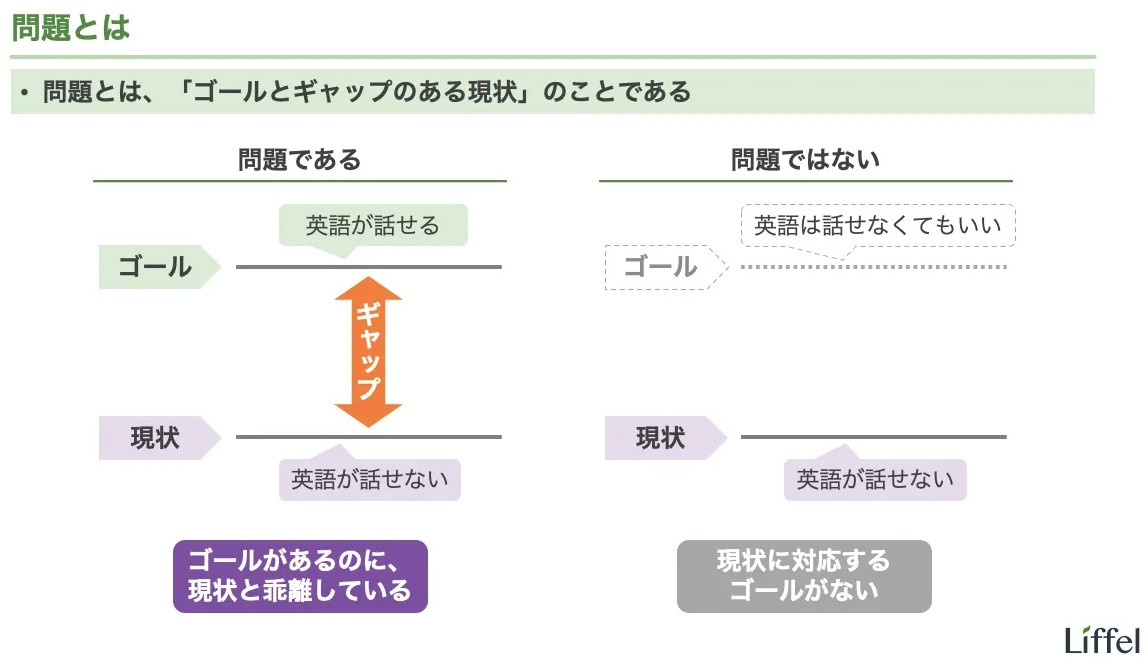 問題とは
• 問題とは、「ゴールとギャップのある現状」のことである
問題である
英語が話せる
ゴール
ギャップ
現状
英語が話せない
ゴールがあるのに、
現状と乖離している
問題ではない
英語は話せなくてもいい
ゴール
現状
英語が話せない
現状に対応する
ゴールがない
Liffel